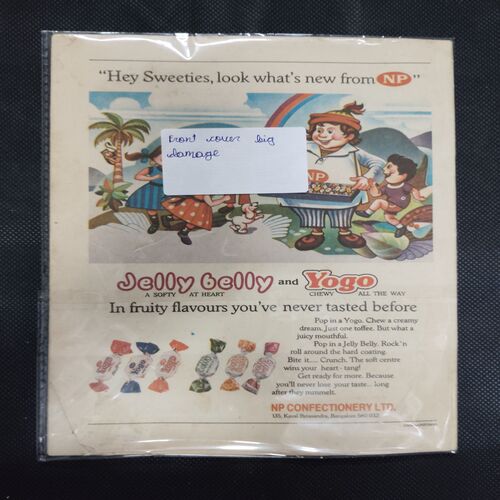 "Hey Sweeties, look what's new from NP"
Front cover big
damage
NP
Jelly belly and Yogo
A SOFTY AT HEART CHEWY ALL THE WAY
In fruity flavours you've never tasted before
Pop in a Yogo. Chew a creamy
dream. Just one toffee. But what a
juicy mouthful.
Pop in a Jelly Belly. Rock'n
roll around the hard coating.
Bite it.... Crunch. The soft centre
wins your heart - tang!
Get ready for more. Because
you'll never lose your taste... long
after they nimmelt.
NP CONFECTIONERY LTD.